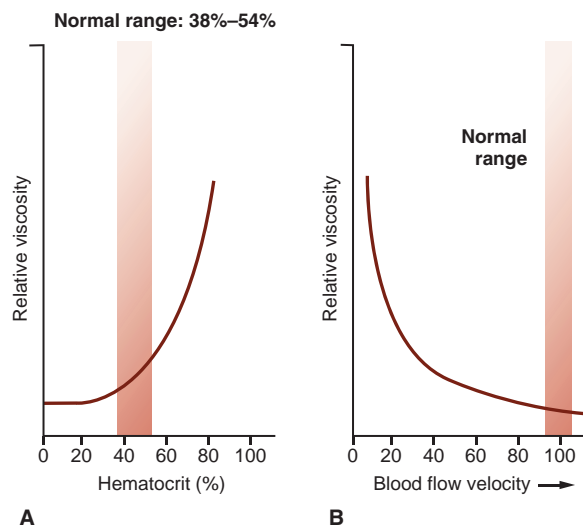 Normal range: 38%–54%
Relative viscosity
0 20 40 60 80 100
Hematocrit (%)
A
Normal
range
Relative viscosity
0 20 40 60 80 100
Blood flow velocity
B